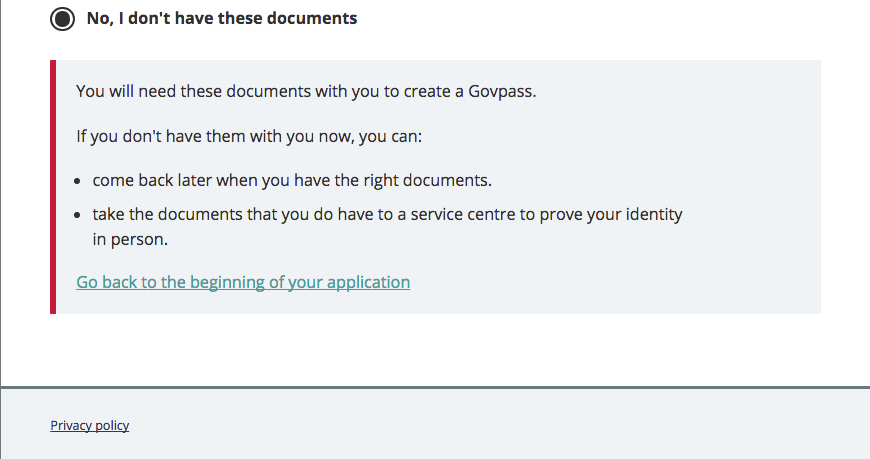 No, I don't have these documents
You will need these documents with you to create a Govpass.
If you don't have them with you now, you can:
come back later when you have the right documents.
take the documents that you do have to a service centre to prove your identity
in person.
Go back to the beginning of your application
Privacy policy